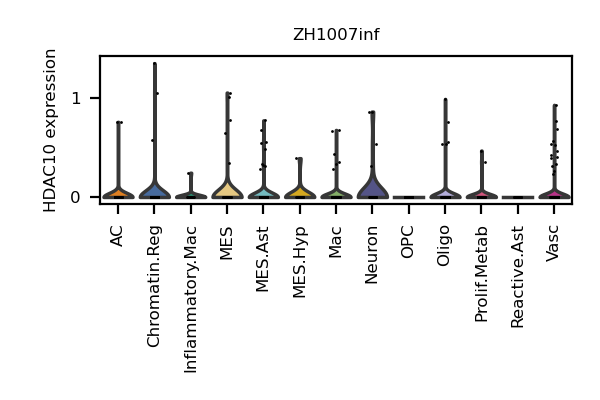 ZH1007inf
HDAC10 expression
1
0
AC
Chromatin.Reg
Inflammatory.Mac
MES
MES.Ast
MES.Hyp
Mac
Neuron
OPC
Oligo
Prolif.Metab
Reactive.Ast
Vasc